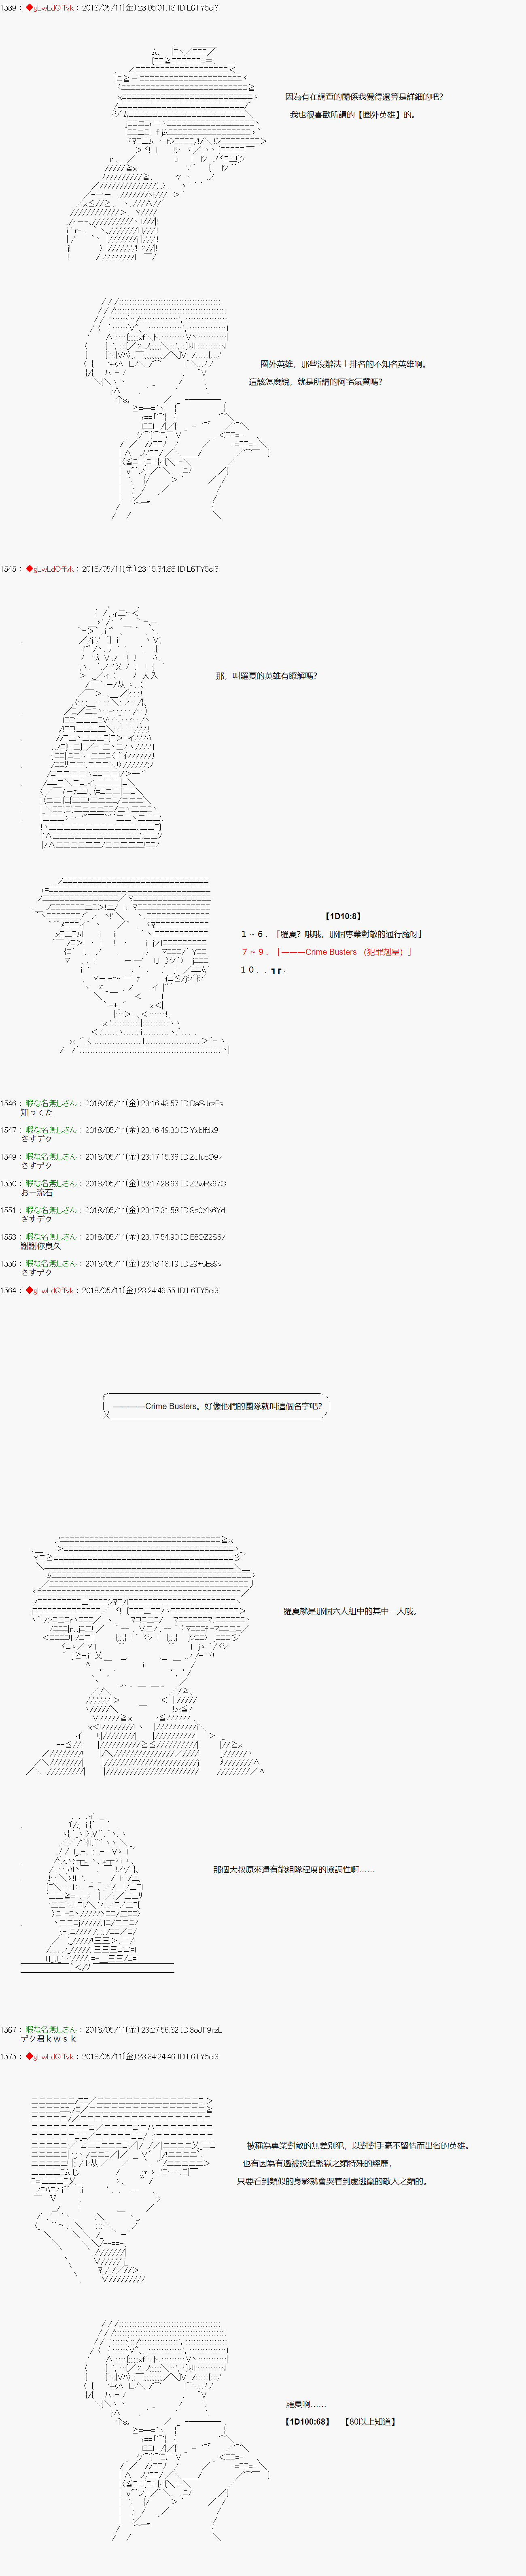 1539 : ◆gLwLdQffvk : 2018/05/11(金) 23:05:01.18 ID:L6TY5ci3
因為有在調查的關係我覺得還算是詳細的吧?
我也很喜歡所謂的【圈外英雄】的。
圈外英雄，那些沒辦法上排名的不知名英雄啊。
這該怎麽說，就是所謂的阿宅氣質嗎?
1545 : ◆gLwLdQffvk : 2018/05/11(金) 23:15:34.88 ID:L6TY5ci3
那，叫羅夏的英雄有瞭解嗎?
【1D10:8】
１～６．「羅夏? 哦哦，那個專業對敵的通行魔呀」
７～９．「――――Crime Busters （犯罪剋星）」
１０．．┓┏．
1546 : 暇な名無しさん : 2018/05/11(金) 23:16:43.57 ID:DaSJrzEs
知ってた
1547 : 暇な名無しさん : 2018/05/11(金) 23:16:49.30 ID:Yxblfdx9
さすデク
1549 : 暇な名無しさん : 2018/05/11(金) 23:17:15.36 ID:ZJluoO9k
さすデク
1550 : 暇な名無しさん : 2018/05/11(金) 23:17:28.63 ID:Z2wRx67C
おー流石
1551 : 暇な名無しさん : 2018/05/11(金) 23:17:31.58 ID:Ss0XK6Yd
さすデク
1553 : 暇な名無しさん : 2018/05/11(金) 23:17:54.90 ID:E8OZ2S6/
謝謝你臭久
1556 : 暇な名無しさん : 2018/05/11(金) 23:18:13.19 ID:z9+oEs9v
さすデク
1564 : ◆gLwLdQffvk : 2018/05/11(金) 23:24:46.55 ID:L6TY5ci3
――――Crime Busters。好像他們的團隊就叫這個名字吧?
羅夏就是那個六人組中的其中一人哦。
那個大叔原來還有能組隊程度的協調性啊……
1567 : 暇な名無しさん : 2018/05/11(金) 23:27:56.82 ID:3oJP9rzL
デク君ｋｗｓｋ
1575 : ◆gLwLdQffvk : 2018/05/11(金) 23:34:24.46 ID:L6TY5ci3
被稱為專業對敵的無差別犯，以對對手毫不留情而出名的英雄。
也有因為有過被投進監獄之類特殊的經歷，
只要看到類似的身影就會哭着到處逃竄的敵人之類的。
羅夏啊……
【1D100:68】　【80以上知道】